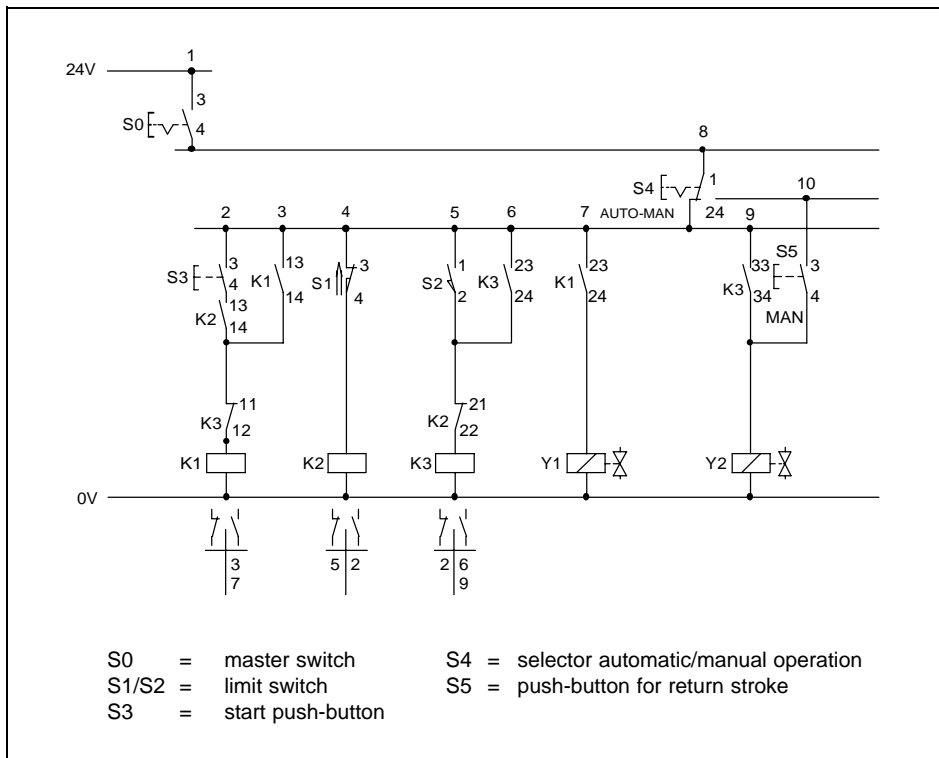 1
24V
3
S0
4
8
S4
1
10
2
3
4
5
6
7
AUTO-MAN
24
9
S3
3
4
K1
13
14
S1
3
4
S2
1
2
K3
23
24
K1
23
24
K3
33
34
S5
3
4
K2
13
14
MAN
K3
11
12
K2
21
22
K1
K2
K3
Y1
Y2
0V
3
7
5
2
2
6
9
S0 = master switch
S1/S2 = limit switch
S3 = start push-button
S4 = selector automatic/manual operation
S5 = push-button for return stroke